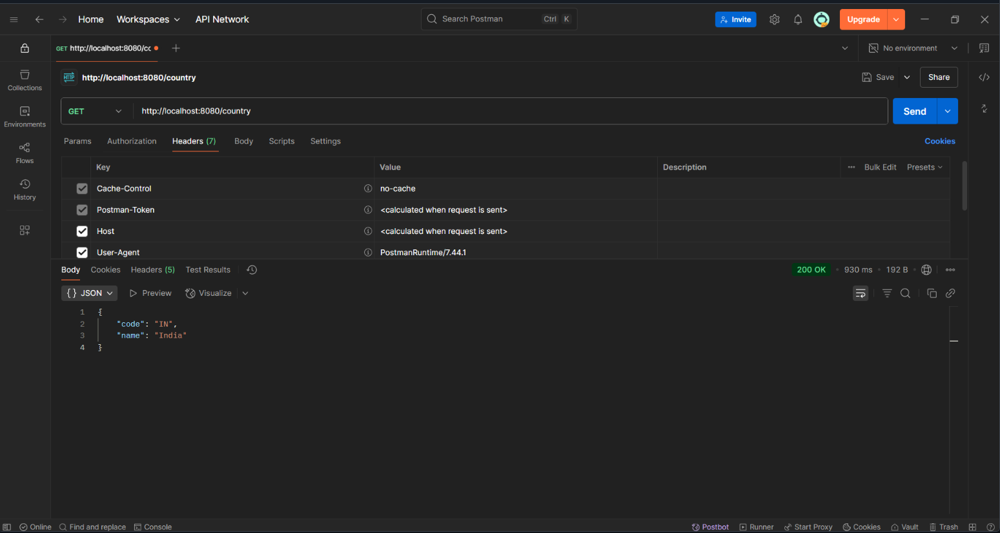 Home Workspaces API Network Search Postman Ctrl K Invite Upgrade
GET http://localhost:8080/cc No environment
HTTP http://localhost:8080/country Save Share
Collections
GET http://localhost:8080/country Send
Environments
Params Authorization Headers (7) Body Scripts Settings Cookies
Flows
Key Value Description Bulk Edit Presets
Cache-Control no-cache
History
Postman-Token <calculated when request is sent>
Host <calculated when request is sent>
User-Agent PostmanRuntime/7.44.1
Body Cookies Headers (5) Test Results 200 OK 930 ms 192 B
{} JSON Preview Visualize
1 {
2 "code": "IN",
3 "name": "India"
4 }
Online Find and replace Console Postbot Runner Start Proxy Cookies Vault Trash